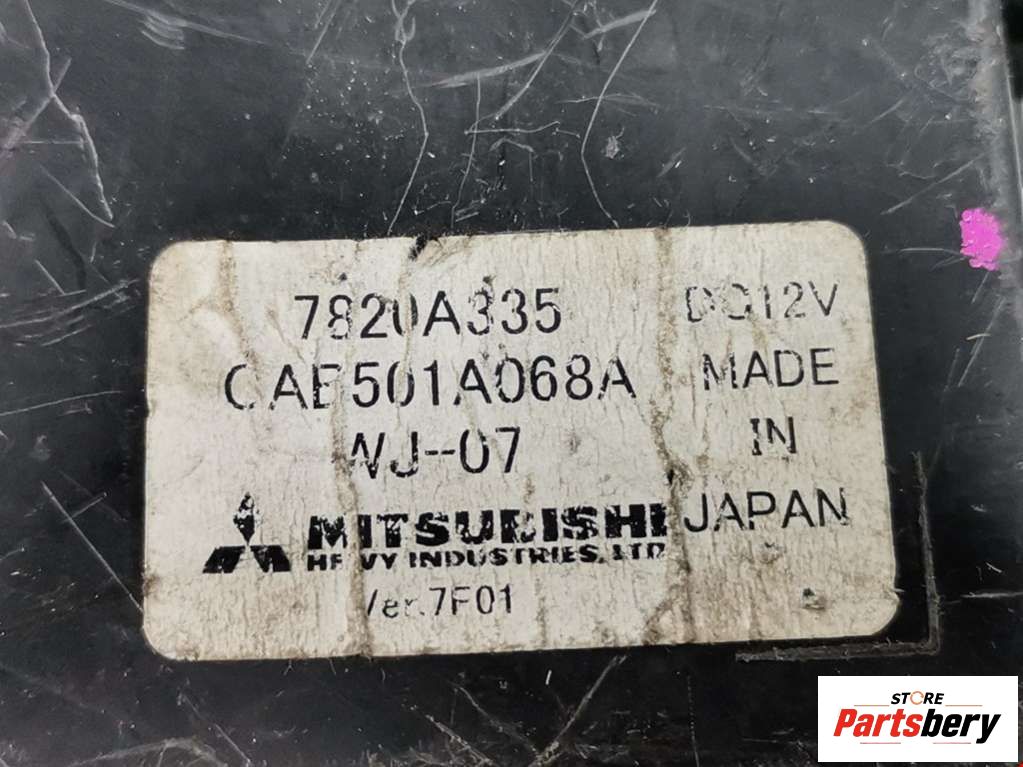 7820A335
CAB501A068A
WJ-07
MITSUBISHI
HEAVY INDUSTRIES, LTD
Ver.7F01
DC12V
MADE
IN
JAPAN
STORE
Partsbery